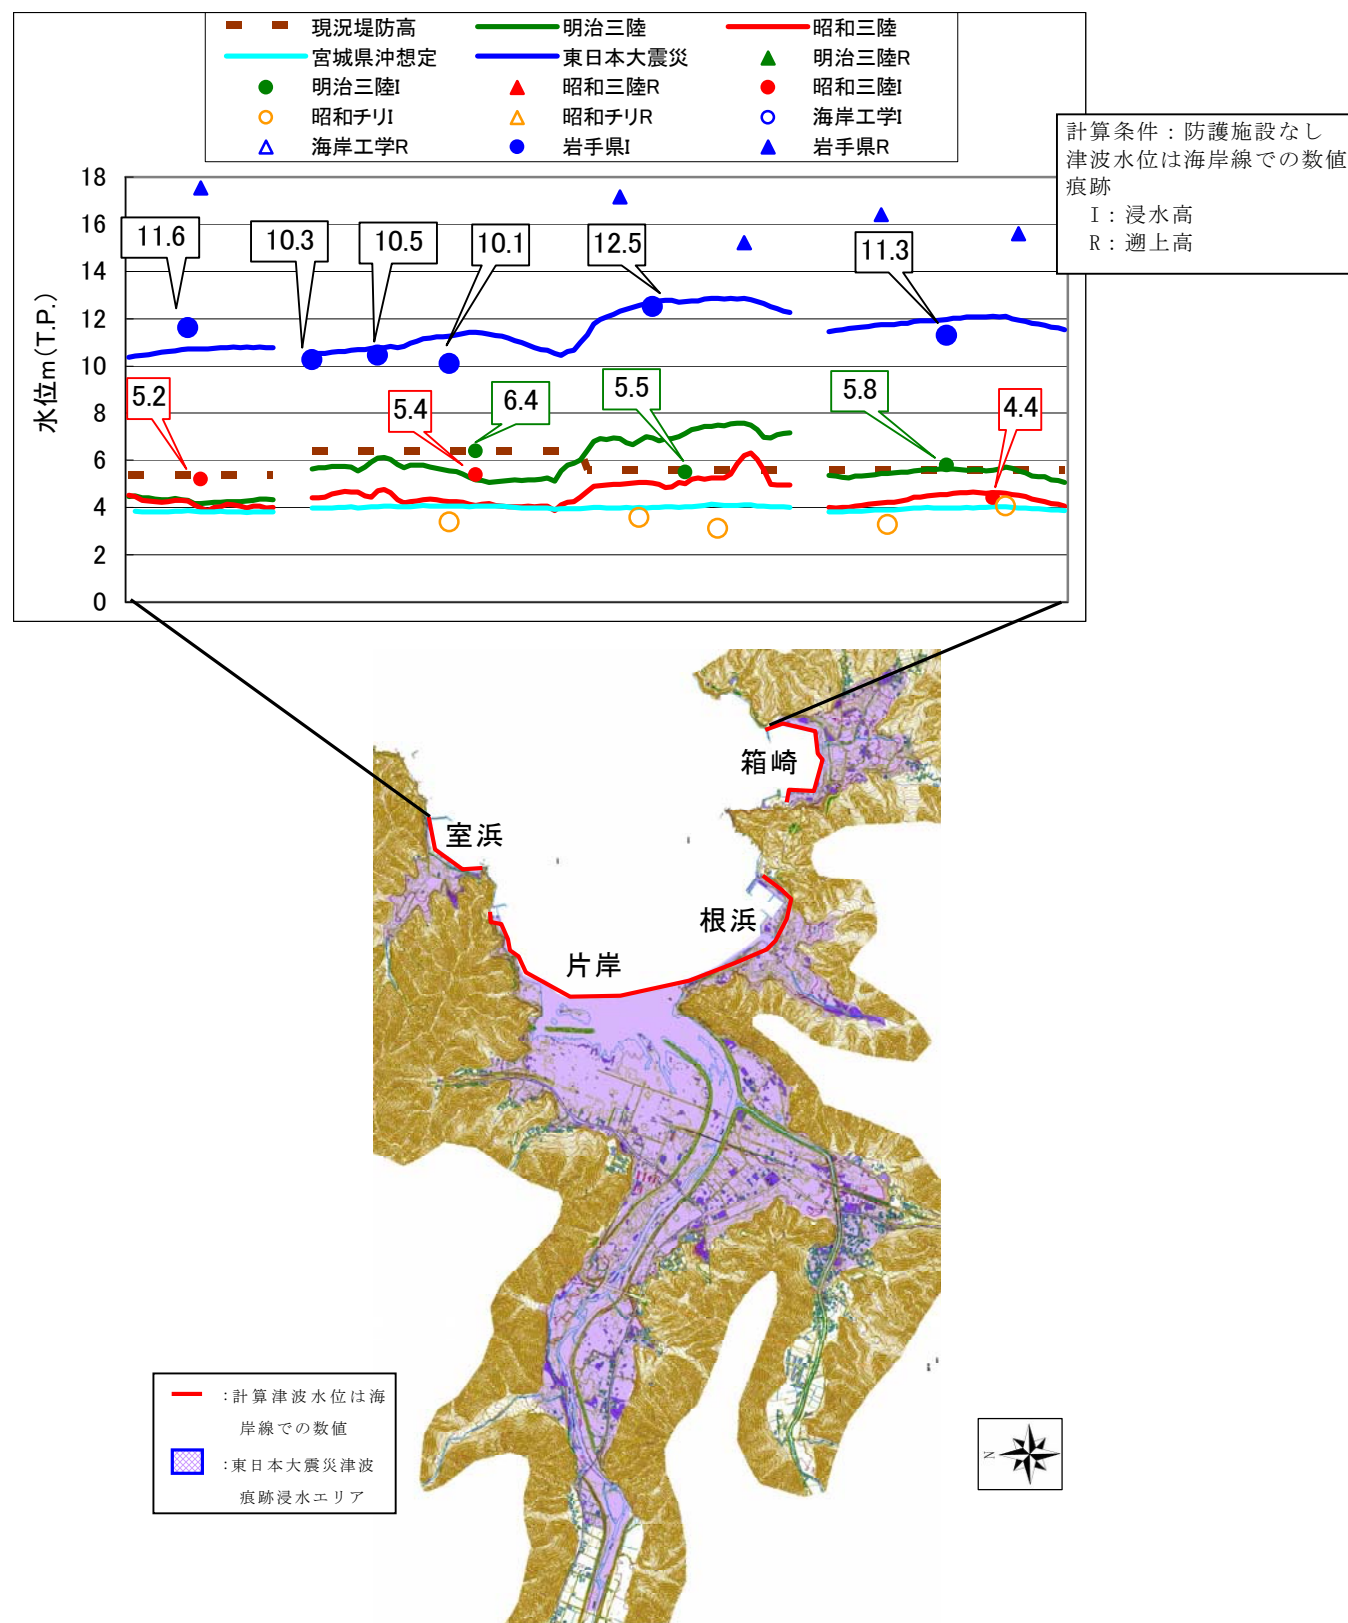 現況堤防高 明治三陸 昭和三陸
宮城県沖想定 東日本大震災 明治三陸R
明治三陸I 昭和三陸R 昭和三陸I
昭和チリI 昭和チリR 海岸工学I
海岸工学R 岩手県I 岩手県R
計算条件：防護施設なし
津波水位は海岸線での数値
痕跡
I：浸水高
R：遡上高
水位m(T.P.)
18
16
14
12
10
8
6
4
2
0
11.6
10.3
10.5
10.1
12.5
11.3
5.2
5.4
6.4
5.5
5.8
4.4
箱崎
室浜
根浜
片岸
：計算津波水位は海
岸線での数値
：東日本大震災津波
痕跡浸水エリア
N